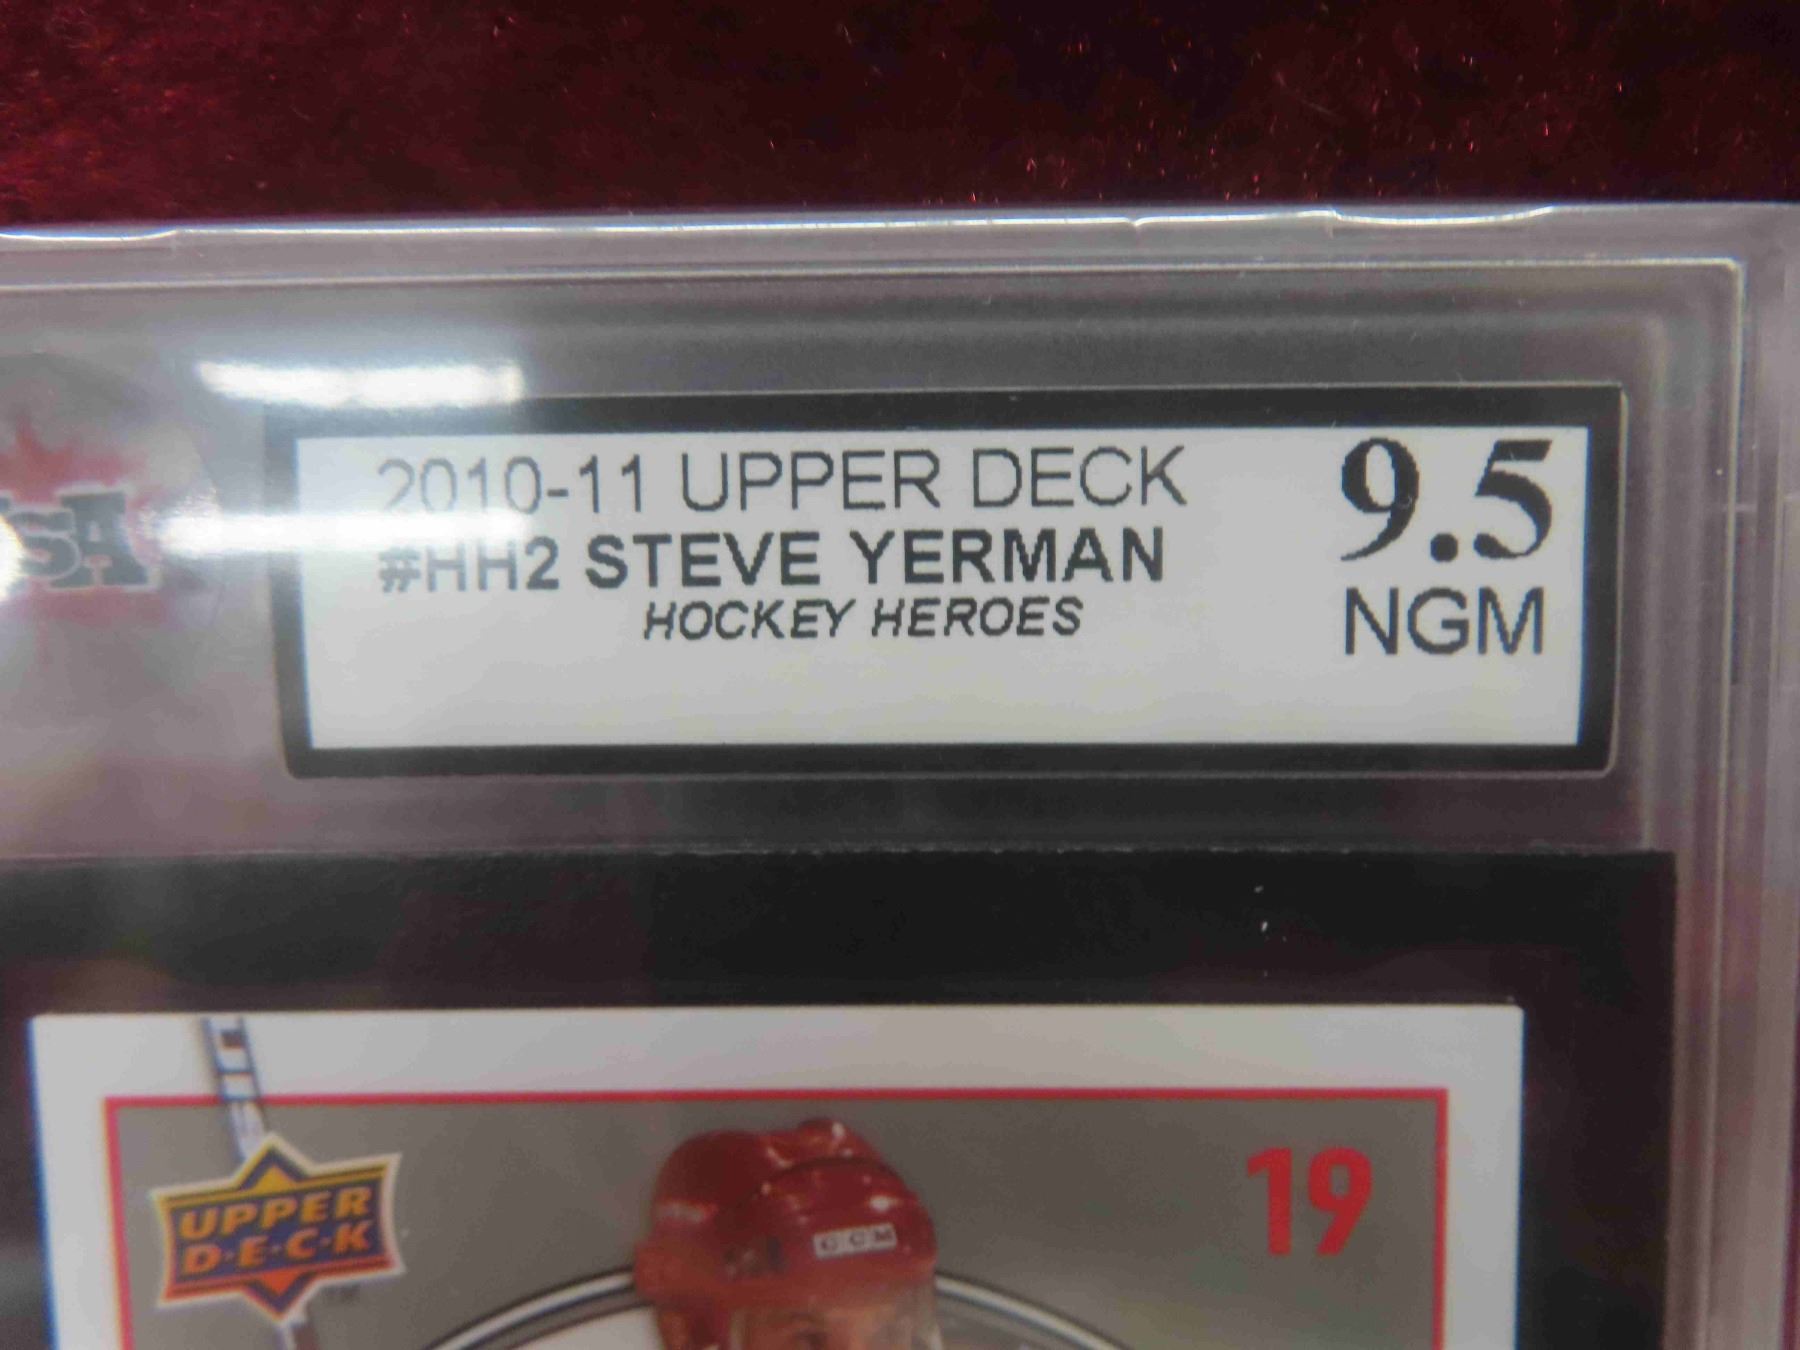 2010-11 UPPER DECK
#HH2 STEVE YERMAN
HOCKEY HEROES
9.5
NGM
UPPER
D·E·C·K
19
CCM